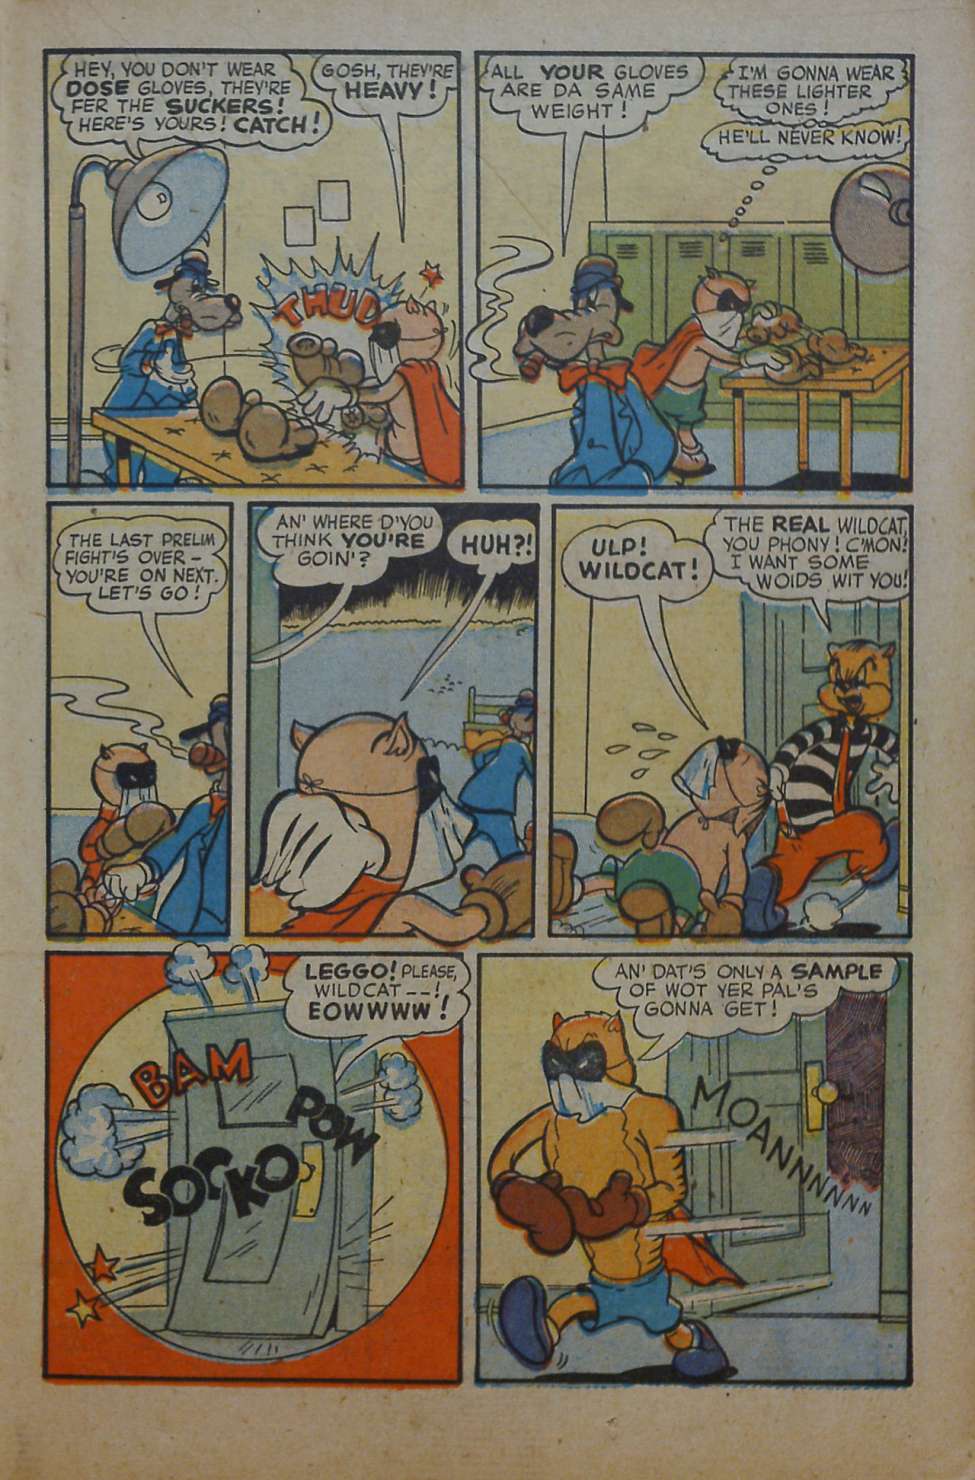 HEY, YOU DON'T WEAR
DOSE GLOVES, THEY'RE
FER THE SUCKERS!
HERE'S YOURS! CATCH!
GOSH, THEY'RE
HEAVY!
THUD
ALL YOUR GLOVES
ARE DA SAME
WEIGHT!
I'M GONNA WEAR
THESE LIGHTER
ONES!
HE'LL NEVER KNOW!
THE LAST PRELIM
FIGHT'S OVER –
YOU'RE ON NEXT.
LET'S GO!
AN' WHERE D'YOU
THINK YOU'RE
GOIN'?
HUH?!
ULP!
WILDCAT!
THE REAL WILDCAT,
YOU PHONY! C'MON!
I WANT SOME
WOIDS WIT YOU!
LEGGO! PLEASE,
WILDCAT ––!
EOWWWW!
BAM
POW
SOCKO
AN' DAT'S ONLY A SAMPLE
OF WOT YER PAL'S
GONNA GET!
MOANNNNNNN